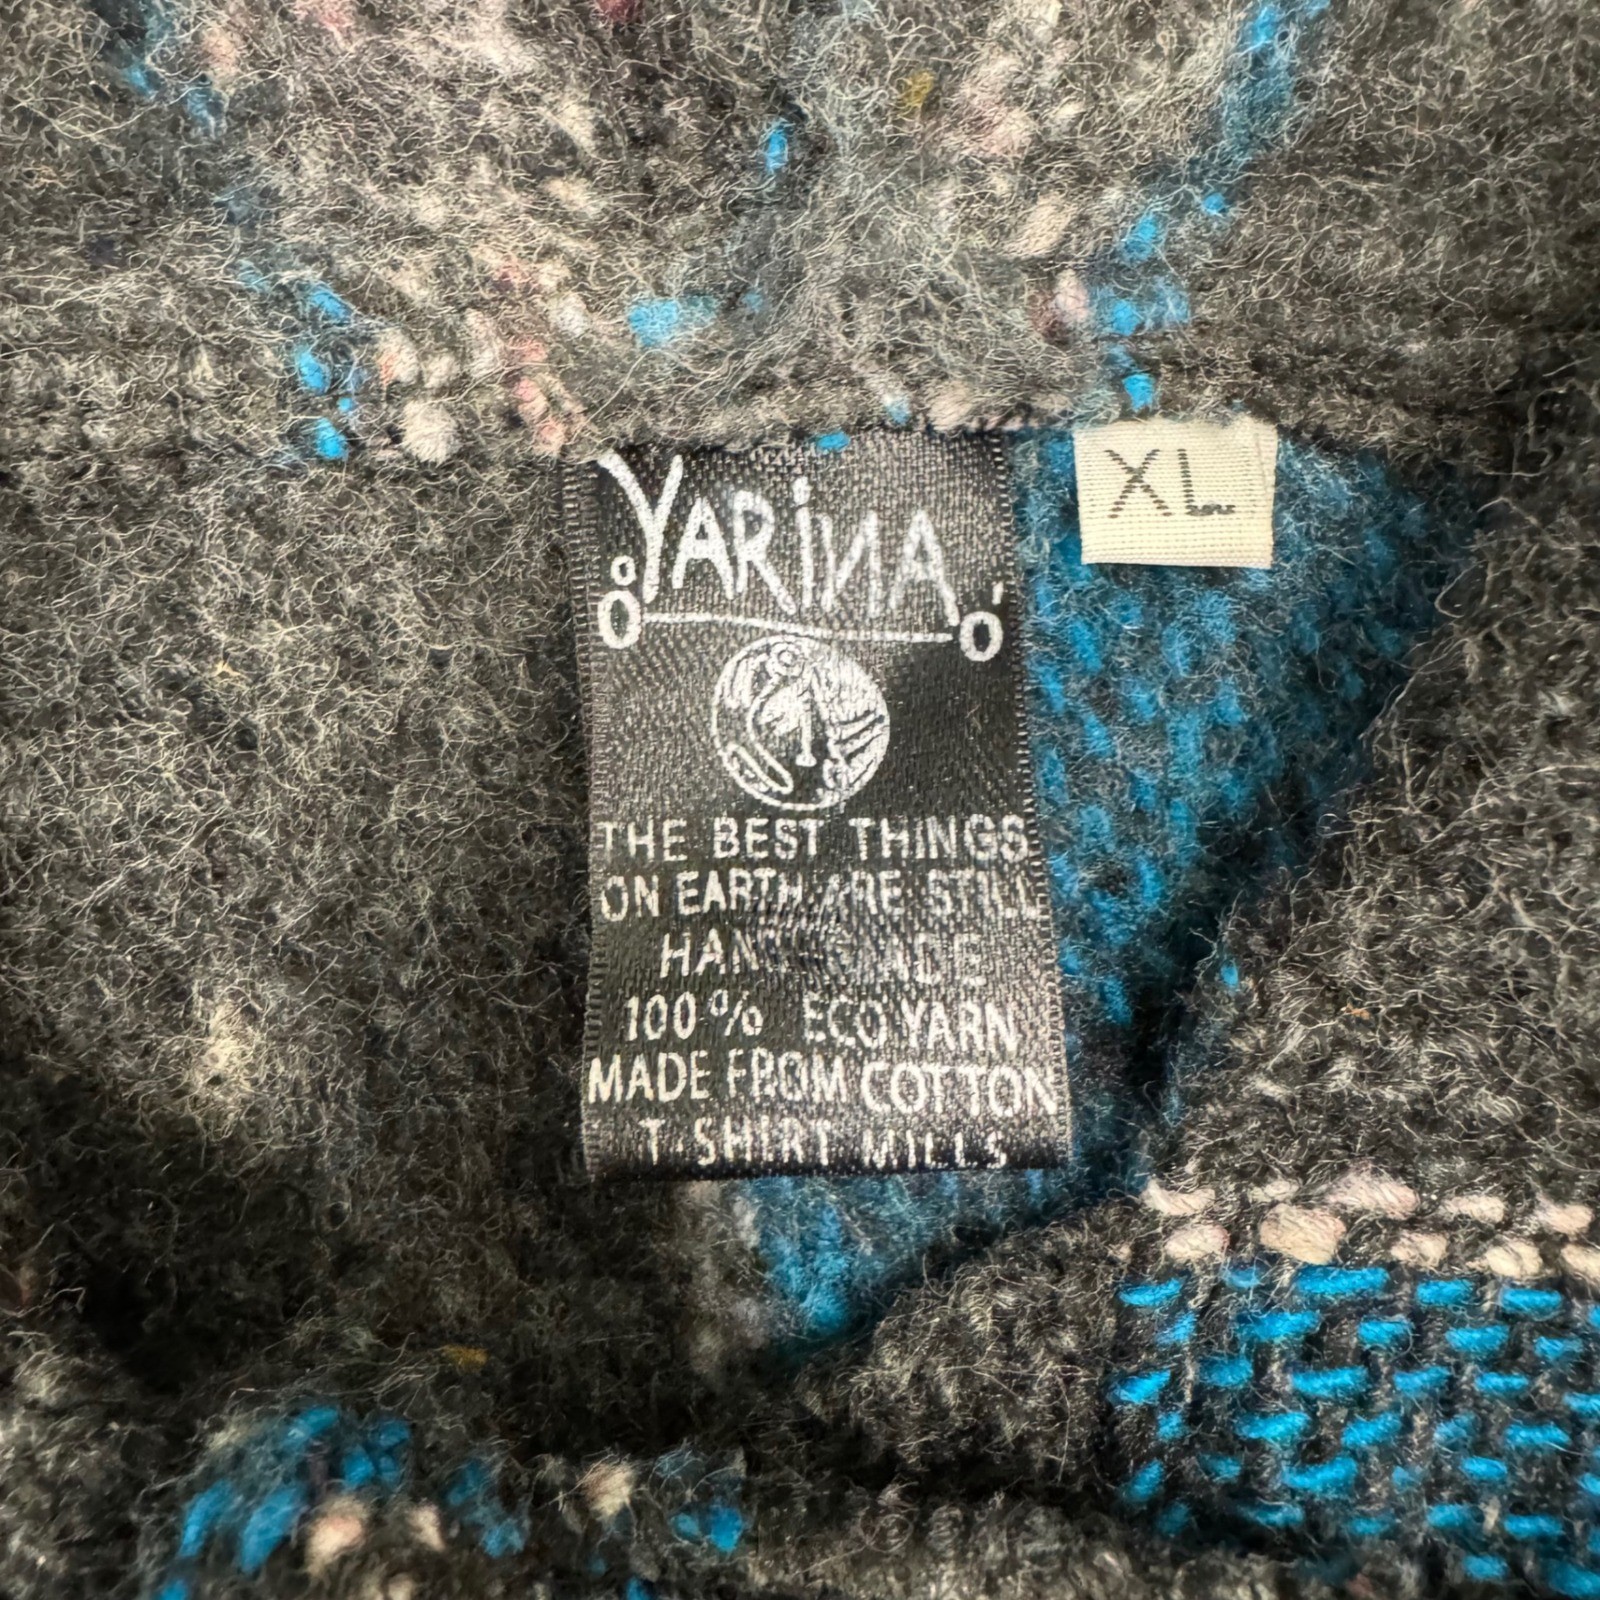 YARiNA
XL
THE BEST THINGS
ON EARTH ARE STILL
HANDMADE
100% ECO YARN
MADE FROM COTTON
T-SHIRT MILLS